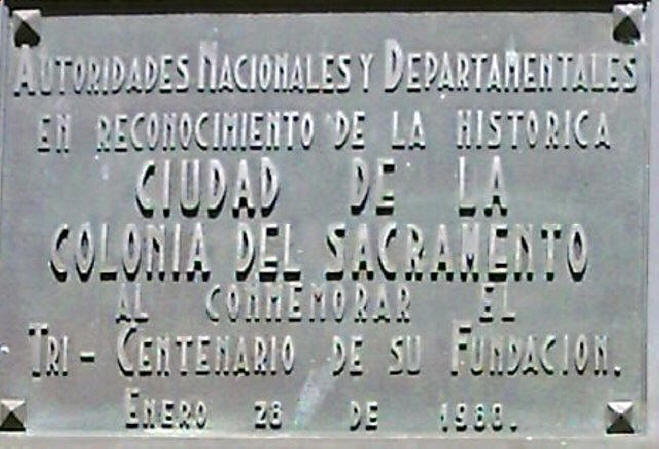 AUTORIDADES NACIONALES Y DEPARTAMENTALES
EN RECONOCIMIENTO DE LA HISTORICA
CIUDAD DE LA
COLONIA DEL SACRAMENTO
AL CONMEMORAR EL
TRI-CENTENARIO DE SU FUNDACION.
ENERO 28 DE 1980.